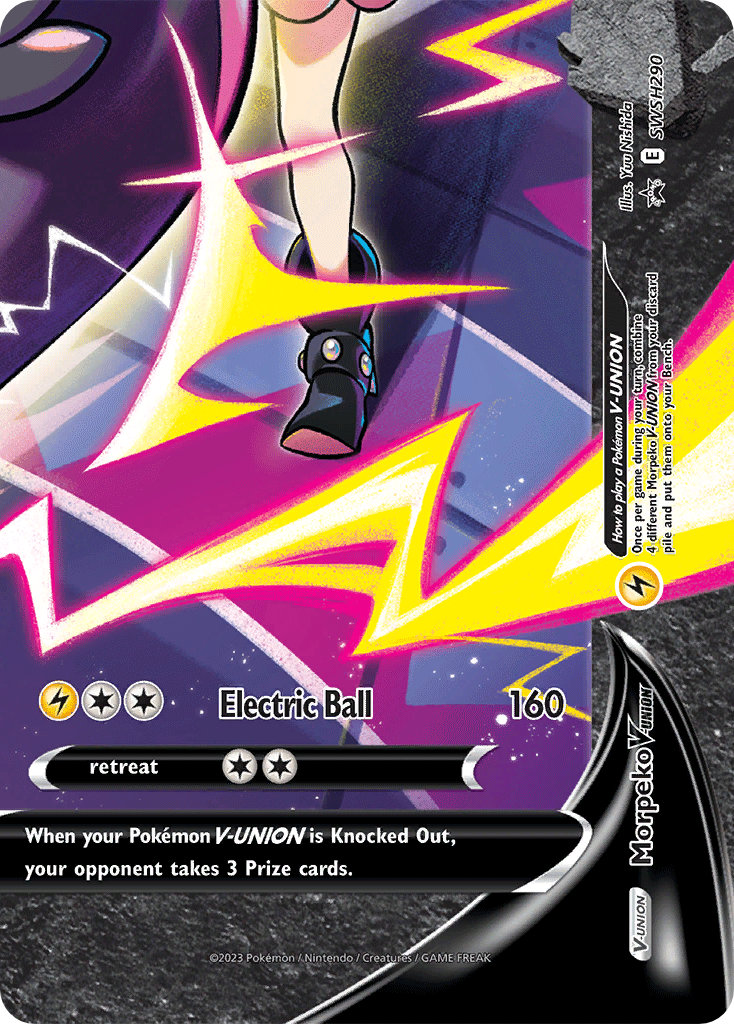 Illus. Yuu Nishida
E SWSH290
How to play a Pokémon V-UNION
Once per game during your turn, combine
4 different Morpeko V-UNION from your discard
pile and put them onto your Bench.
Electric Ball 160
retreat
When your Pokémon V-UNION is Knocked Out,
your opponent takes 3 Prize cards.
V-UNION Morpeko V-UNION
©2023 Pokémon / Nintendo / Creatures / GAME FREAK